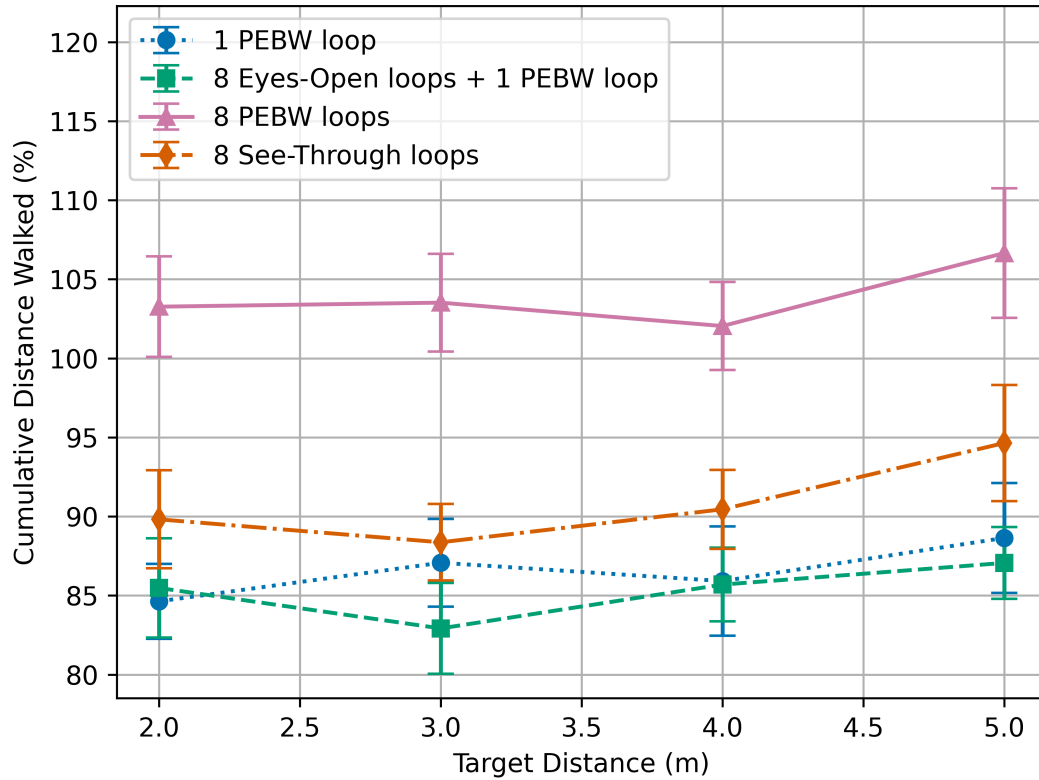 1 PEBW loop
8 Eyes-Open loops + 1 PEBW loop
8 PEBW loops
8 See-Through loops
Cumulative Distance Walked (%)
120
115
110
105
100
95
90
85
80
2.0 2.5 3.0 3.5 4.0 4.5 5.0
Target Distance (m)